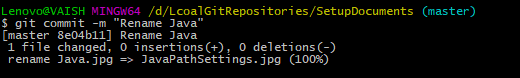 Lenovo@VAISH MINGW64 /d/LcoalGitRepositories/SetupDocuments (master)
$ git commit -m "Rename Java"
[master 8e04b11] Rename Java
 1 file changed, 0 insertions(+), 0 deletions(-)
 rename Java.jpg => JavaPathSettings.jpg (100%)